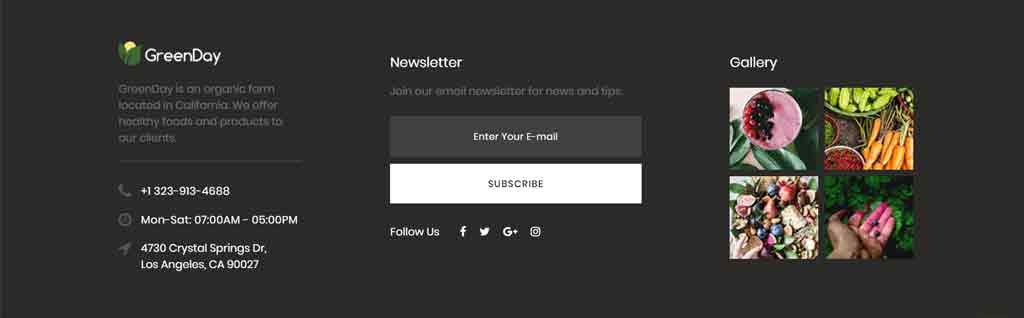 GreenDay
GreenDay is an organic farm
located in California. We offer
healthy foods and products to
our clients.
+1 323-913-4688
Mon-Sat: 07:00AM - 05:00PM
4730 Crystal Springs Dr,
Los Angeles, CA 90027
Newsletter
Join our email newsletter for news and tips.
Enter Your E-mail
SUBSCRIBE
Follow Us
Gallery